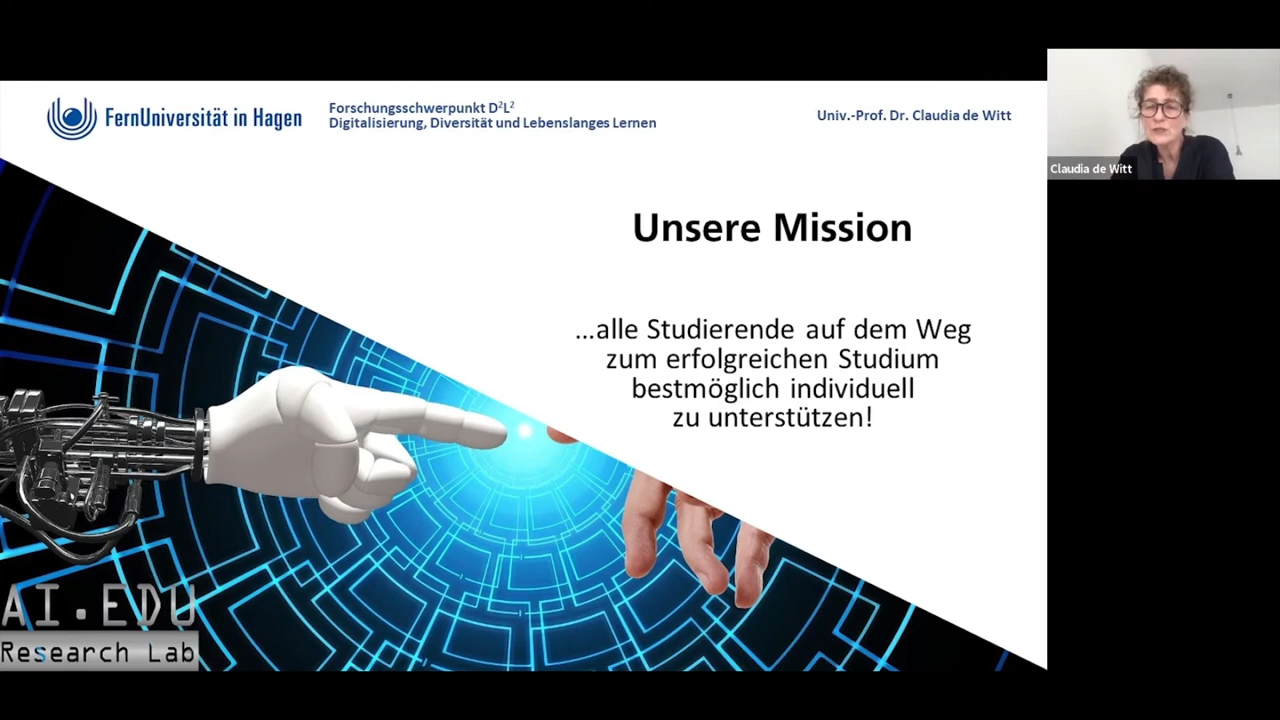 FernUniversität in Hagen
Forschungsschwerpunkt D²L²
Digitalisierung, Diversität und Lebenslanges Lernen
Univ.-Prof. Dr. Claudia de Witt
Claudia de Witt
Unsere Mission
...alle Studierende auf dem Weg
zum erfolgreichen Studium
bestmöglich individuell
zu unterstützen!
AI.EDU
Research Lab